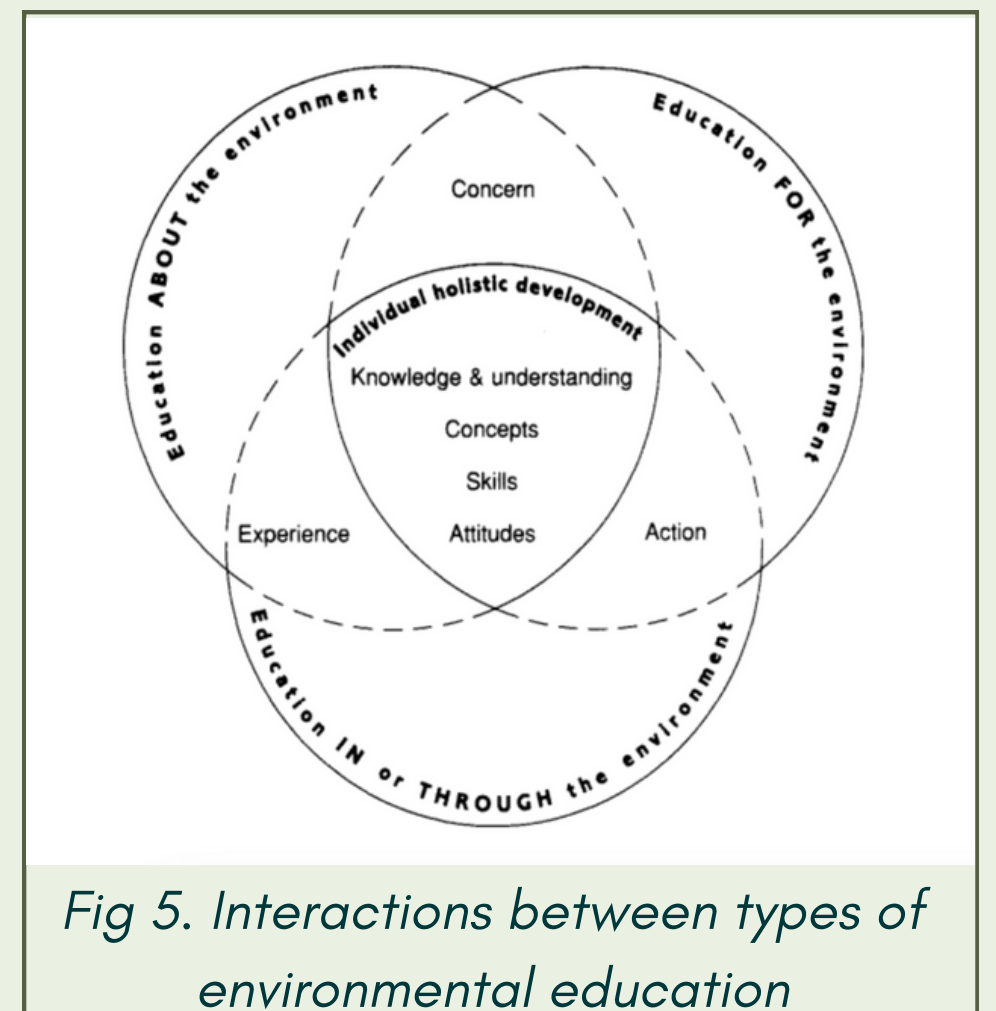 Education ABOUT the environment
Education FOR the environment
Concern
Individual holistic development
Knowledge & understanding
Concepts
Skills
Experience
Attitudes
Action
Education IN or THROUGH the environment
Fig 5. Interactions between types of
environmental education